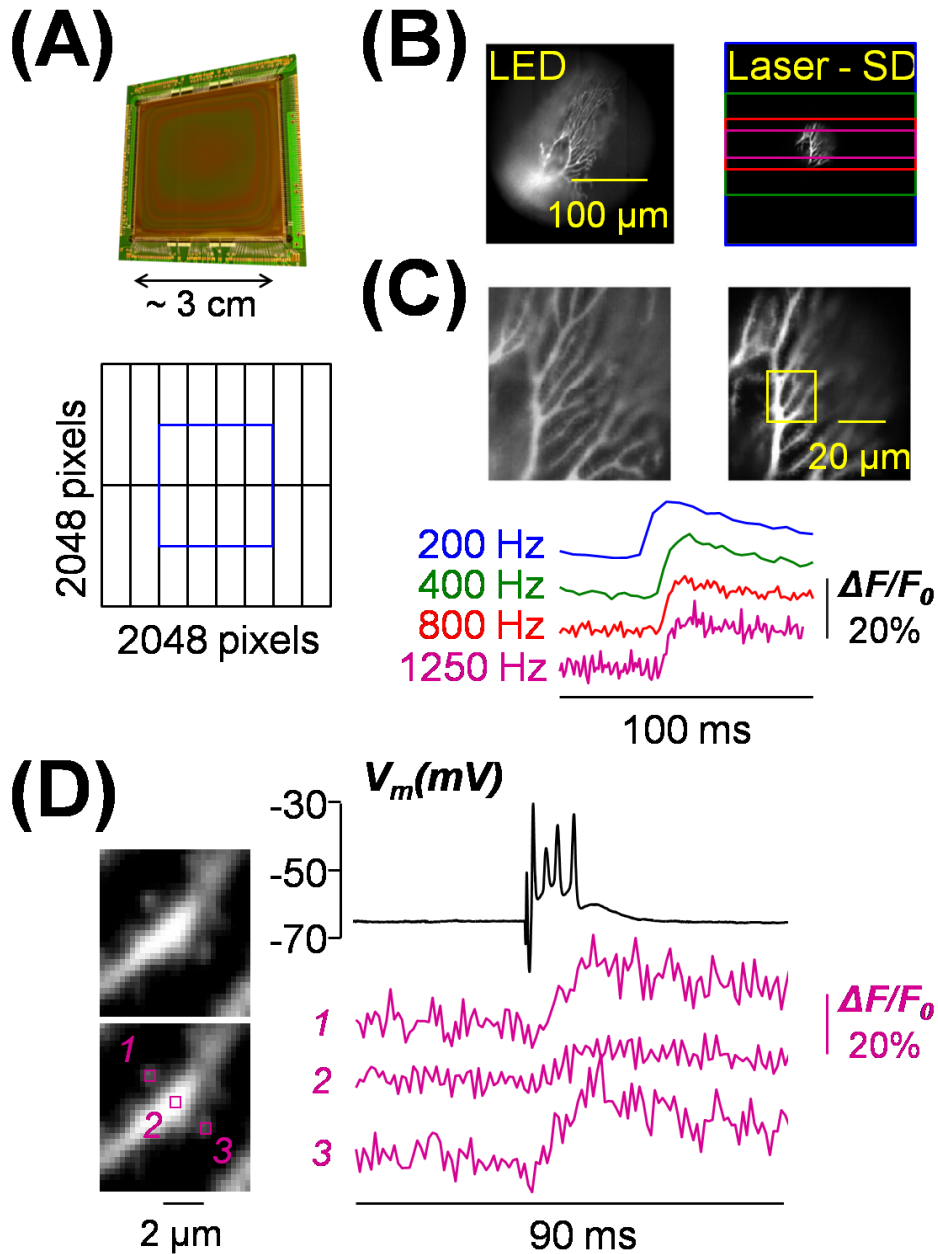 (A)
~ 3 cm
2048 pixels
2048 pixels
(B)
LED
100 µm
Laser - SD
(C)
20 µm
200 Hz
400 Hz
800 Hz
1250 Hz
ΔF/F0
20%
100 ms
(D)
Vm(mV)
-30
-50
-70
1
2
3
2 µm
1
2
3
ΔF/F0
20%
90 ms